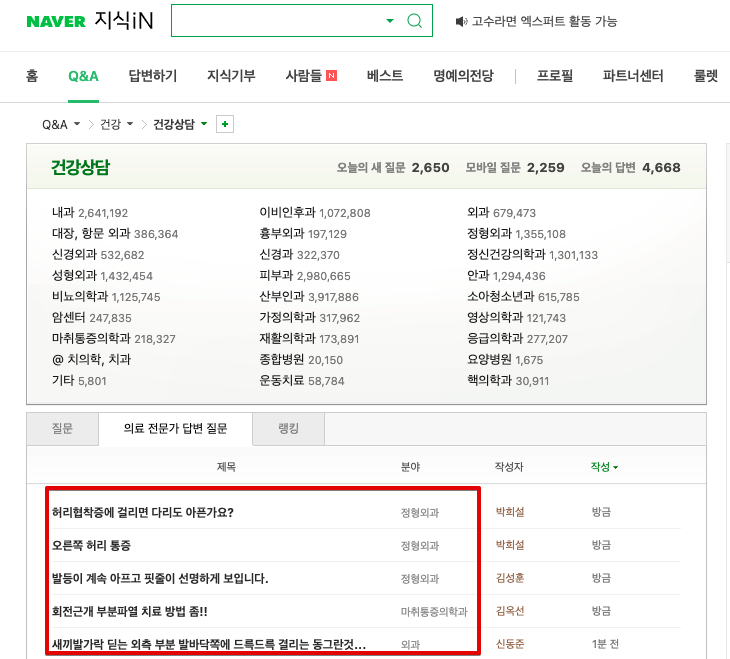 NAVER 지식iN
고수라면 엑스퍼트 활동 가능
홈 Q&A 답변하기 지식기부 사람들 N 베스트 명예의전당 프로필 파트너센터 룰렛
Q&A 건강 건강상담 +
건강상담 오늘의 새 질문 2,650 모바일 질문 2,259 오늘의 답변 4,668
내과 2,641,192 이비인후과 1,072,808 외과 679,473
대장, 항문 외과 386,364 흉부외과 197,129 정형외과 1,355,108
신경외과 532,682 신경과 322,370 정신건강의학과 1,301,133
성형외과 1,432,454 피부과 2,980,665 안과 1,294,436
비뇨의학과 1,125,745 산부인과 3,917,886 소아청소년과 615,785
암센터 247,835 가정의학과 317,962 영상의학과 121,743
마취통증의학과 218,327 재활의학과 173,891 응급의학과 277,207
@ 치의학, 치과 종합병원 20,150 요양병원 1,675
기타 5,801 운동치료 58,784 핵의학과 30,911
질문 의료 전문가 답변 질문 랭킹
제목 분야 작성자 작성
허리협착증에 걸리면 다리도 아픈가요? 정형외과 박희설 방금
오른쪽 허리 통증 정형외과 박희설 방금
발등이 계속 아프고 핏줄이 선명하게 보입니다. 정형외과 김성훈 방금
회전근개 부분파열 치료 방법 좀!! 마취통증의학과 김옥선 방금
새끼발가락 딛는 외측 부분 발바닥쪽에 드륵드륵 걸리는 동그란것... 외과 신동준 1분 전